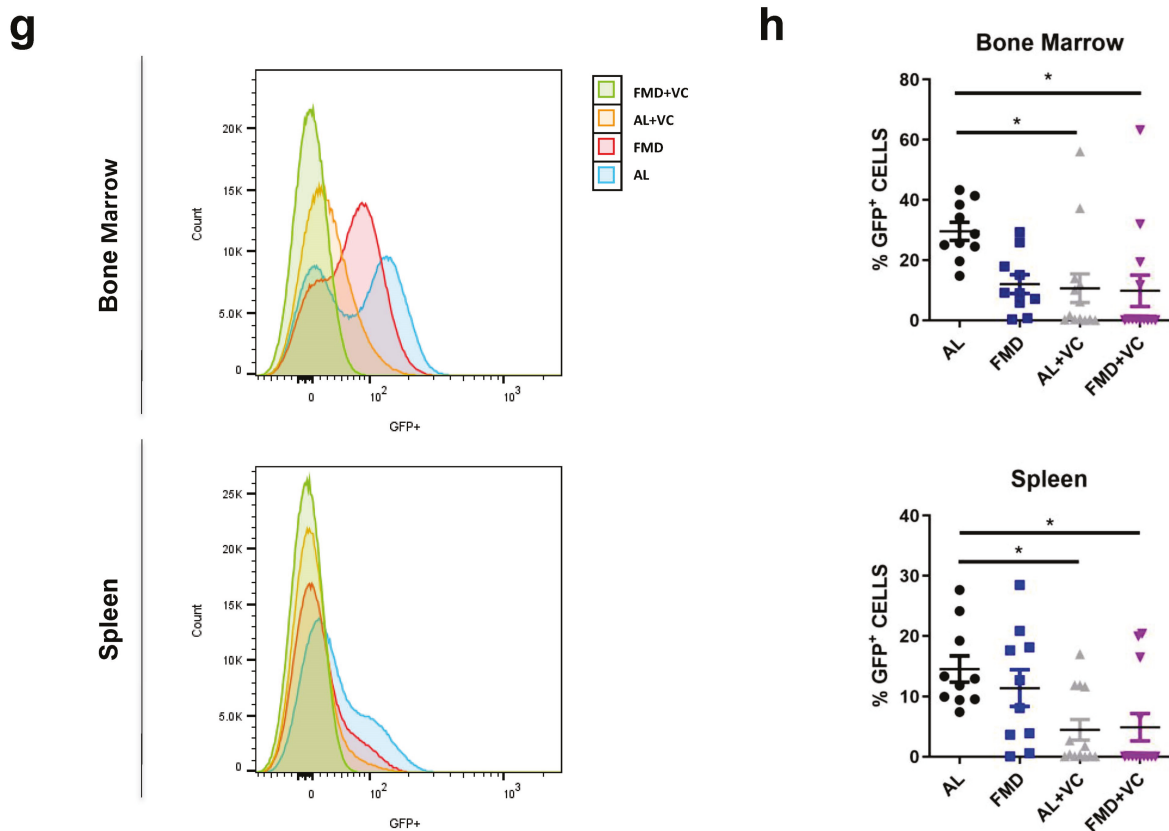 g
Bone Marrow
20K
15K
10K
5.0K
0
Count
0
10²
10³
GFP+
FMD+VC
AL+VC
FMD
AL
Spleen
25K
20K
15K
10K
5.0K
0
Count
0
10²
10³
GFP+
h
Bone Marrow
% GFP⁺ CELLS
80
60
40
20
0
*
*
AL
FMD
AL+VC
FMD+VC
Spleen
% GFP⁺ CELLS
40
30
20
10
0
*
*
AL
FMD
AL+VC
FMD+VC